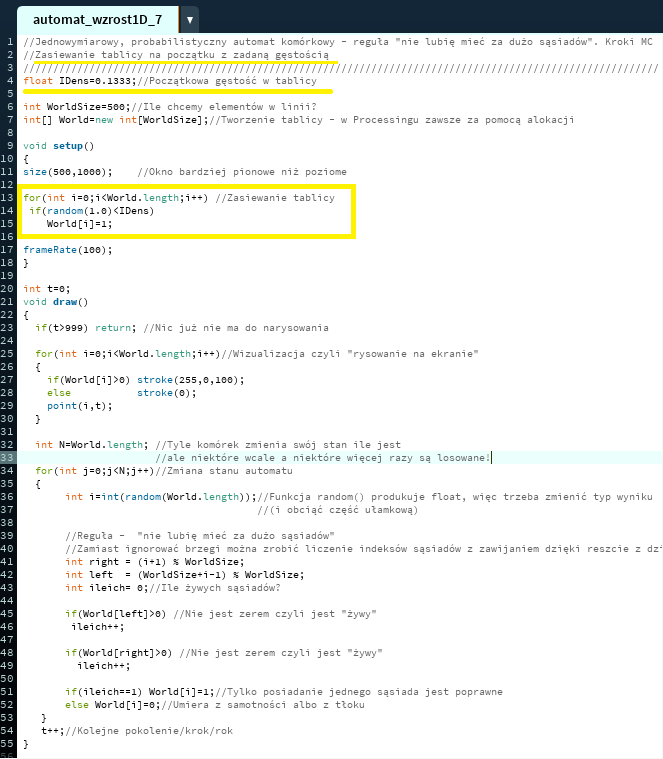 automat_wzrost1D_7 ▼
1 //Jednowymiarowy, probabilistyczny automat komórkowy - reguła "nie lubię mieć za dużo sąsiadów". Kroki MC
2 //Zasiewanie tablicy na początku z zadaną gęstością
3 //////////////////////////////////////////////////////////////////////////////////////////////////////////
4 float IDens=0.1333;//Początkowa gęstość w tablicy
5
6 int WorldSize=500;//Ile chcemy elementów w linii?
7 int[] World=new int[WorldSize];//Tworzenie tablicy - w Processingu zawsze za pomocą alokacji
8
9 void setup()
10 {
11 size(500,1000);    //Okno bardziej pionowe niż poziome
12
13 for(int i=0;i<World.length;i++) //Zasiewanie tablicy
14  if(random(1.0)<IDens)
15     World[i]=1;
16
17 frameRate(100);
18 }
19
20 int t=0;
21 void draw()
22 {
23   if(t>999) return; //Nic już nie ma do narysowania
24
25   for(int i=0;i<World.length;i++)//Wizualizacja czyli "rysowanie na ekranie"
26   {
27     if(World[i]>0) stroke(255,0,100);
28     else           stroke(0);
29     point(i,t);
30   }
31
32   int N=World.length; //Tyle komórek zmienia swój stan ile jest
33                       //ale niektóre wcale a niektóre więcej razy są losowane!
34   for(int j=0;j<N;j++)//Zmiana stanu automatu
35   {
36        int i=int(random(World.length));//Funkcja random() produkuje float, więc trzeba zmienić typ wyniku
37                                        //(i obciąć część ułamkową)
38
39        //Reguła -  "nie lubię mieć za dużo sąsiadów"
40        //Zamiast ignorować brzegi można zrobić liczenie indeksów sąsiadów z zawijaniem dzięki reszcie z dzi
41        int right = (i+1) % WorldSize;
42        int left  = (WorldSize+i-1) % WorldSize;
43        int ileich= 0;//Ile żywych sąsiadów?
44
45        if(World[left]>0) //Nie jest zerem czyli jest "żywy"
46         ileich++;
47
48        if(World[right]>0) //Nie jest zerem czyli jest "żywy"
49          ileich++;
50
51        if(ileich==1) World[i]=1;//Tylko posiadanie jednego sąsiada jest poprawne
52        else World[i]=0;//Umiera z samotności albo z tłoku
53    }
54    t++;//Kolejne pokolenie/krok/rok
55 }
56